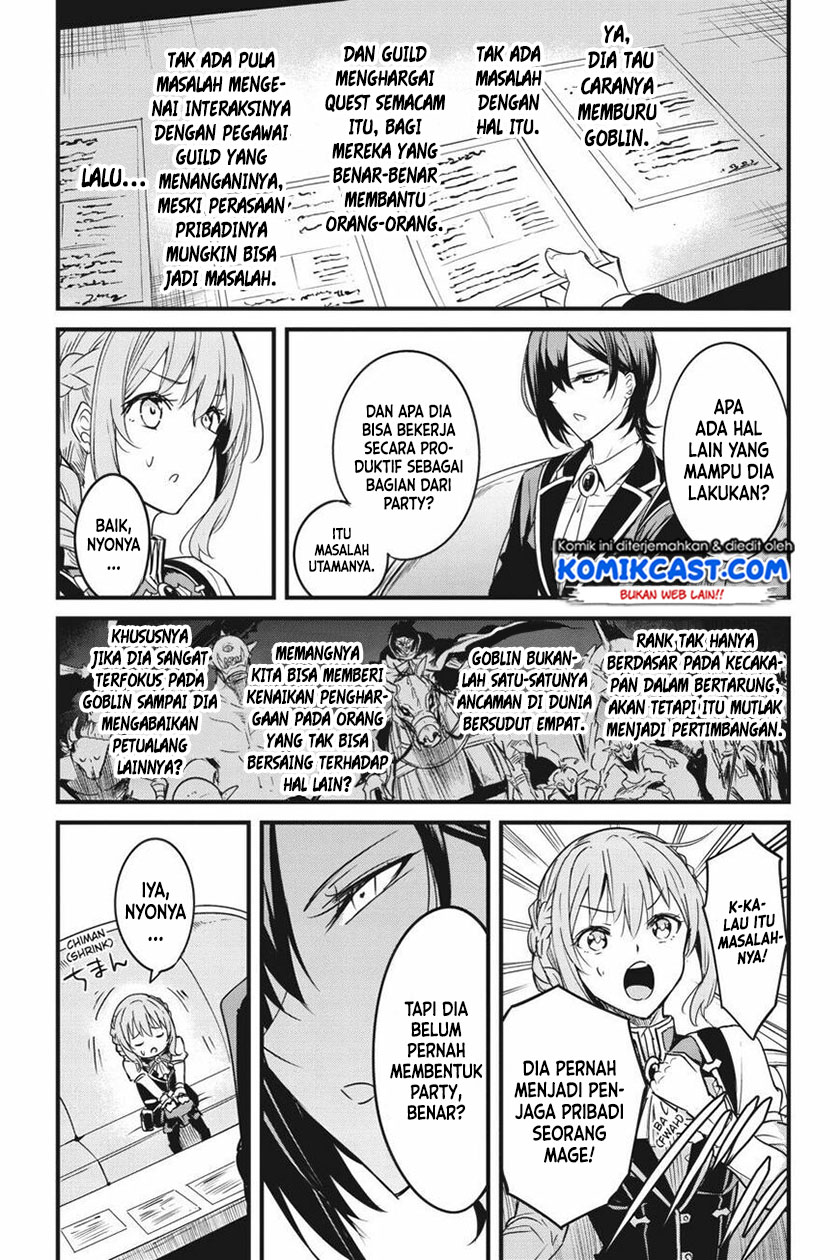 YA,
DIA TAU
CARANYA
MEMBURU
GOBLIN.
TAK ADA
MASALAH
DENGAN
HAL ITU.
DAN GUILD
MENGHARGAI
QUEST SEMACAM
ITU, BAGI
MEREKA YANG
BENAR-BENAR
MEMBANTU
ORANG-ORANG.
TAK ADA PULA
MASALAH MENGE-
NAI INTERAKSINYA
DENGAN PEGAWAI
GUILD YANG
MENANGANINYA,
MESKI PERASAAN
PRIBADINYA
MUNGKIN BISA
JADI MASALAH.
LALU...
APA
ADA HAL
LAIN YANG
MAMPU DIA
LAKUKAN?
DAN APA DIA
BISA BEKERJA
SECARA PRO-
DUKTIF SEBAGAI
BAGIAN DARI
PARTY?
ITU
MASALAH
UTAMANYA.
BAIK,
NYONYA
...
Komik ini diterjemahkan & diedit oleh
KOMIKCAST.COM
BUKAN WEB LAIN!!
RANK TAK HANYA
BERDASAR PADA KECAKA-
PAN DALAM BERTARUNG,
AKAN TETAPI ITU MUTLAK
MENJADI PERTIMBANGAN.
GOBLIN BUKAN-
LAH SATU-SATUNYA
ANCAMAN DI DUNIA
BERSUDUT EMPAT.
MEMANGNYA
KITA BISA MEMBERI
KENAIKAN PENGHAR-
GAAN PADA ORANG
YANG TAK BISA
BERSAING TERHADAP
HAL LAIN?
KHUSUSNYA
JIKA DIA SANGAT
TERFOKUS PADA
GOBLIN SAMPAI DIA
MENGABAIKAN
PETUALANG
LAINNYA?
K-KA-
LAU ITU
MASALAH-
NYA!
DIA PERNAH
MENJADI PEN-
JAGA PRIBADI
SEORANG
MAGE!
BA
(FWAH)
TAPI DIA
BELUM
PERNAH
MEMBENTUK
PARTY,
BENAR?
IYA,
NYONYA
...
CHIMAN
(SHRINK)
ちまん